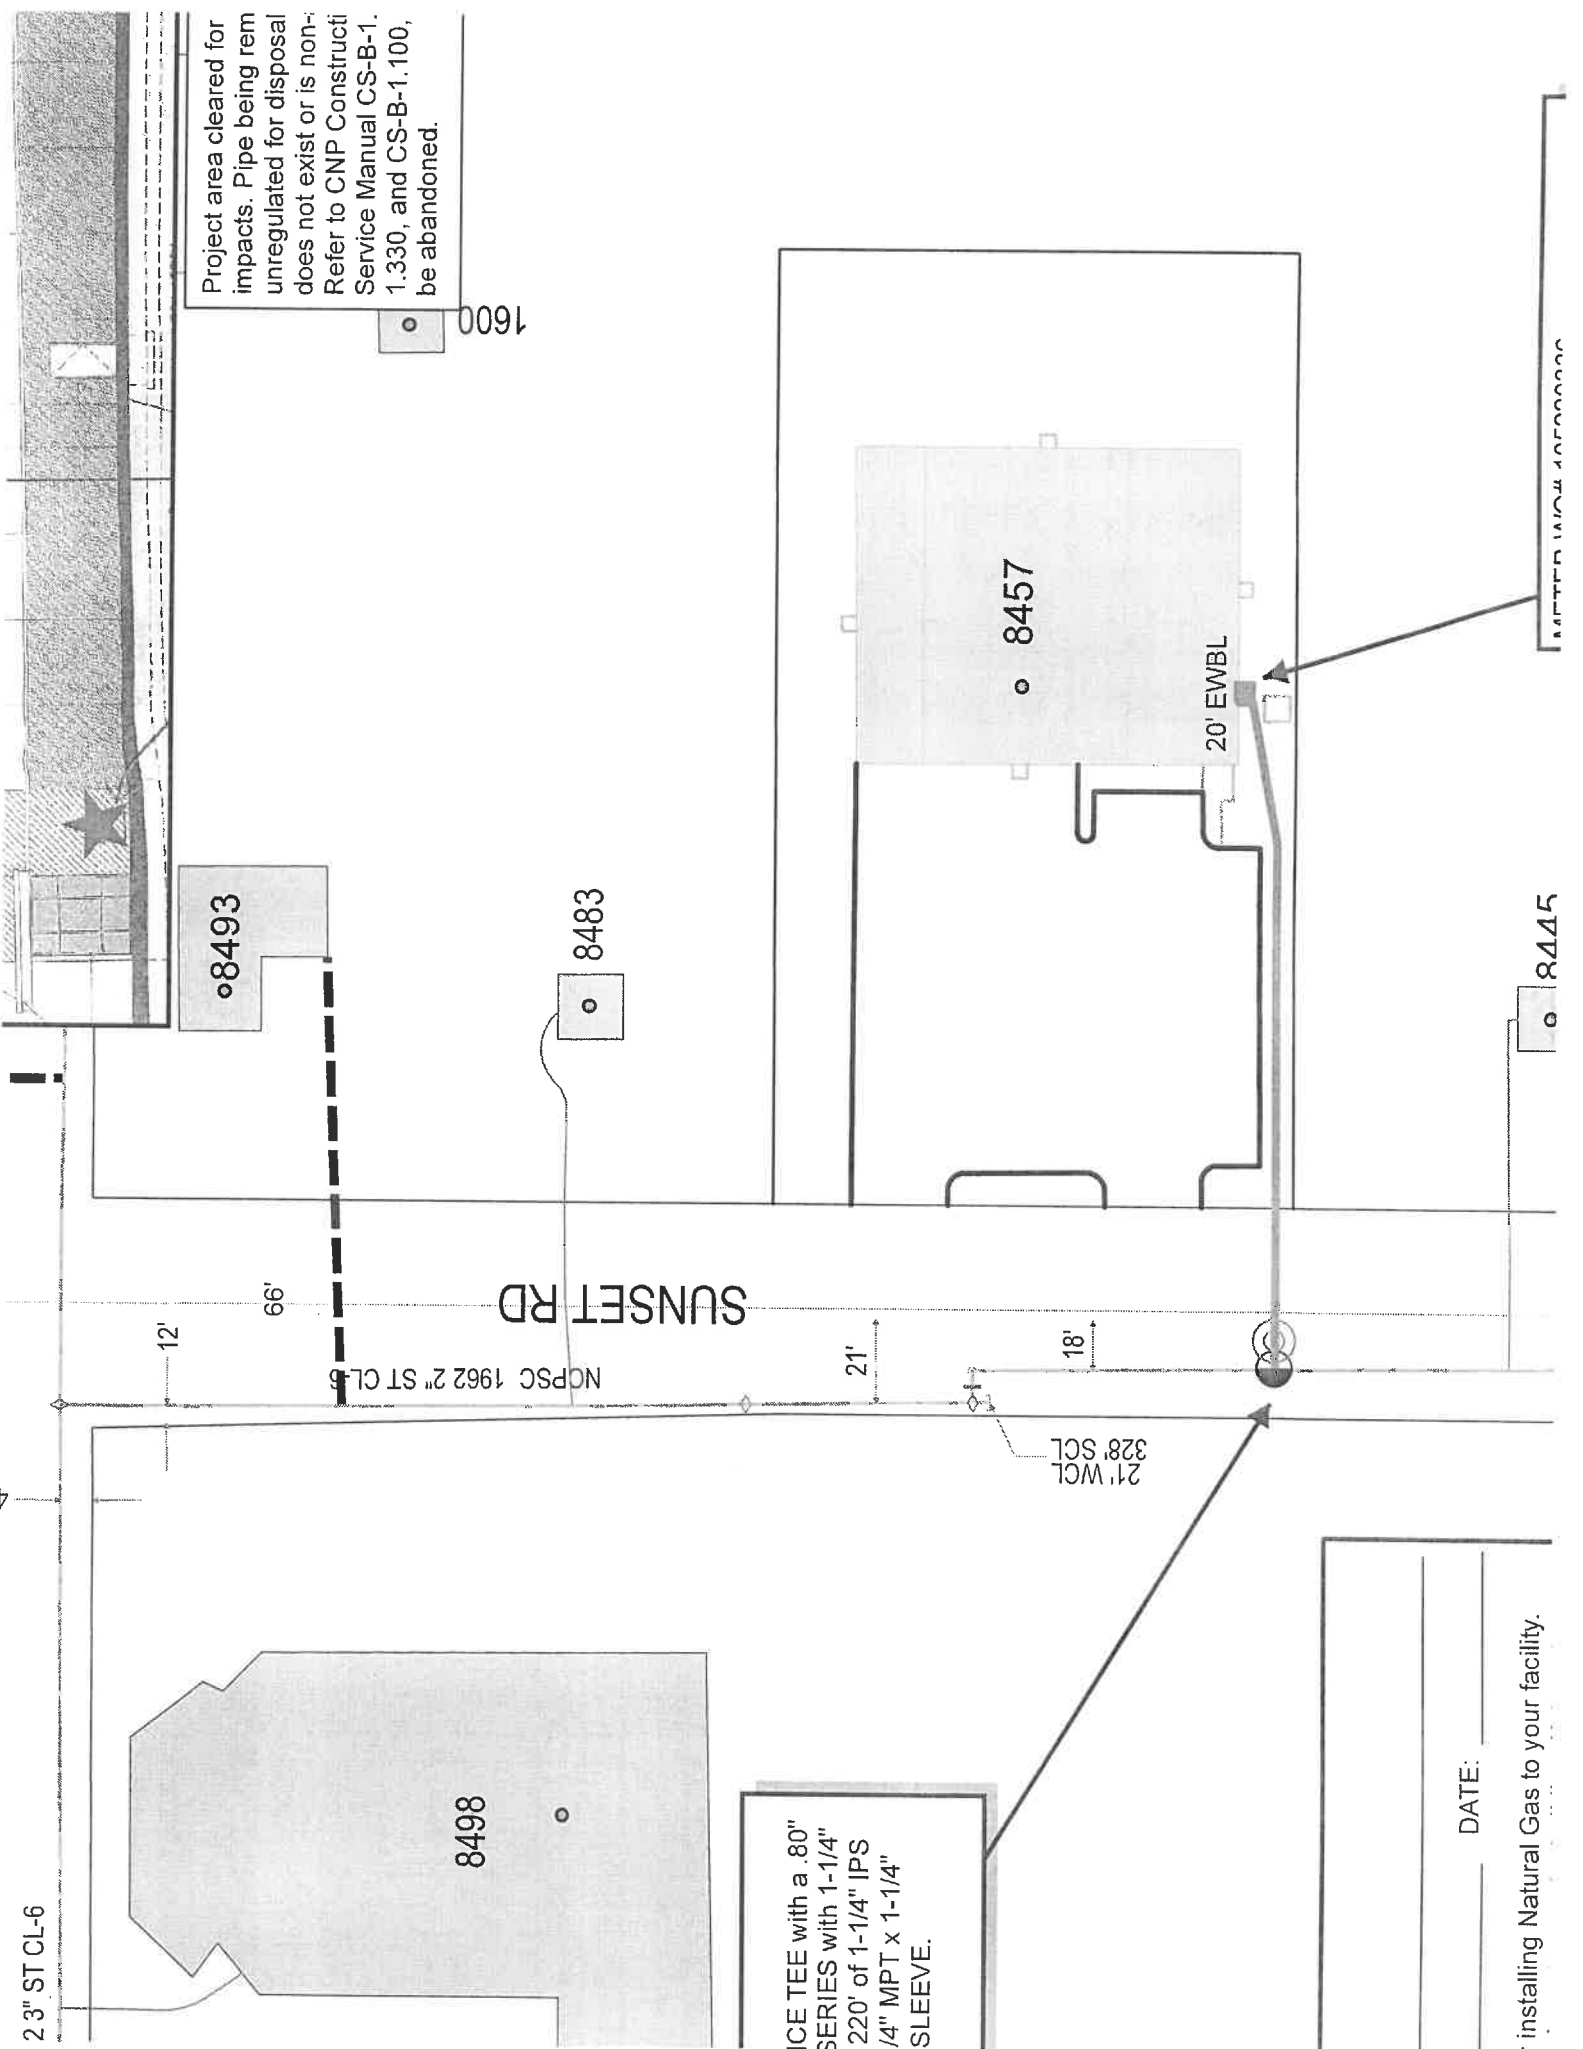 Project area cleared for
impacts. Pipe being rem
unregulated for disposal
does not exist or is non-
Refer to CNP Constructi
Service Manual CS-B-1.
1.330, and CS-B-1.100,
be abandoned.
1600
8493
8483
8457
20' EWBL
8445
66'
12'
SUNSET RD
NCPSC 1962 2" ST CL-6
21'
18'
21' WCL
328' SCL
8498
2 3" ST CL-6
ICE TEE with a .80"
SERIES with 1-1/4"
220' of 1-1/4" IPS
/4" MPT x 1-1/4"
SLEEVE.
DATE:
installing Natural Gas to your facility.